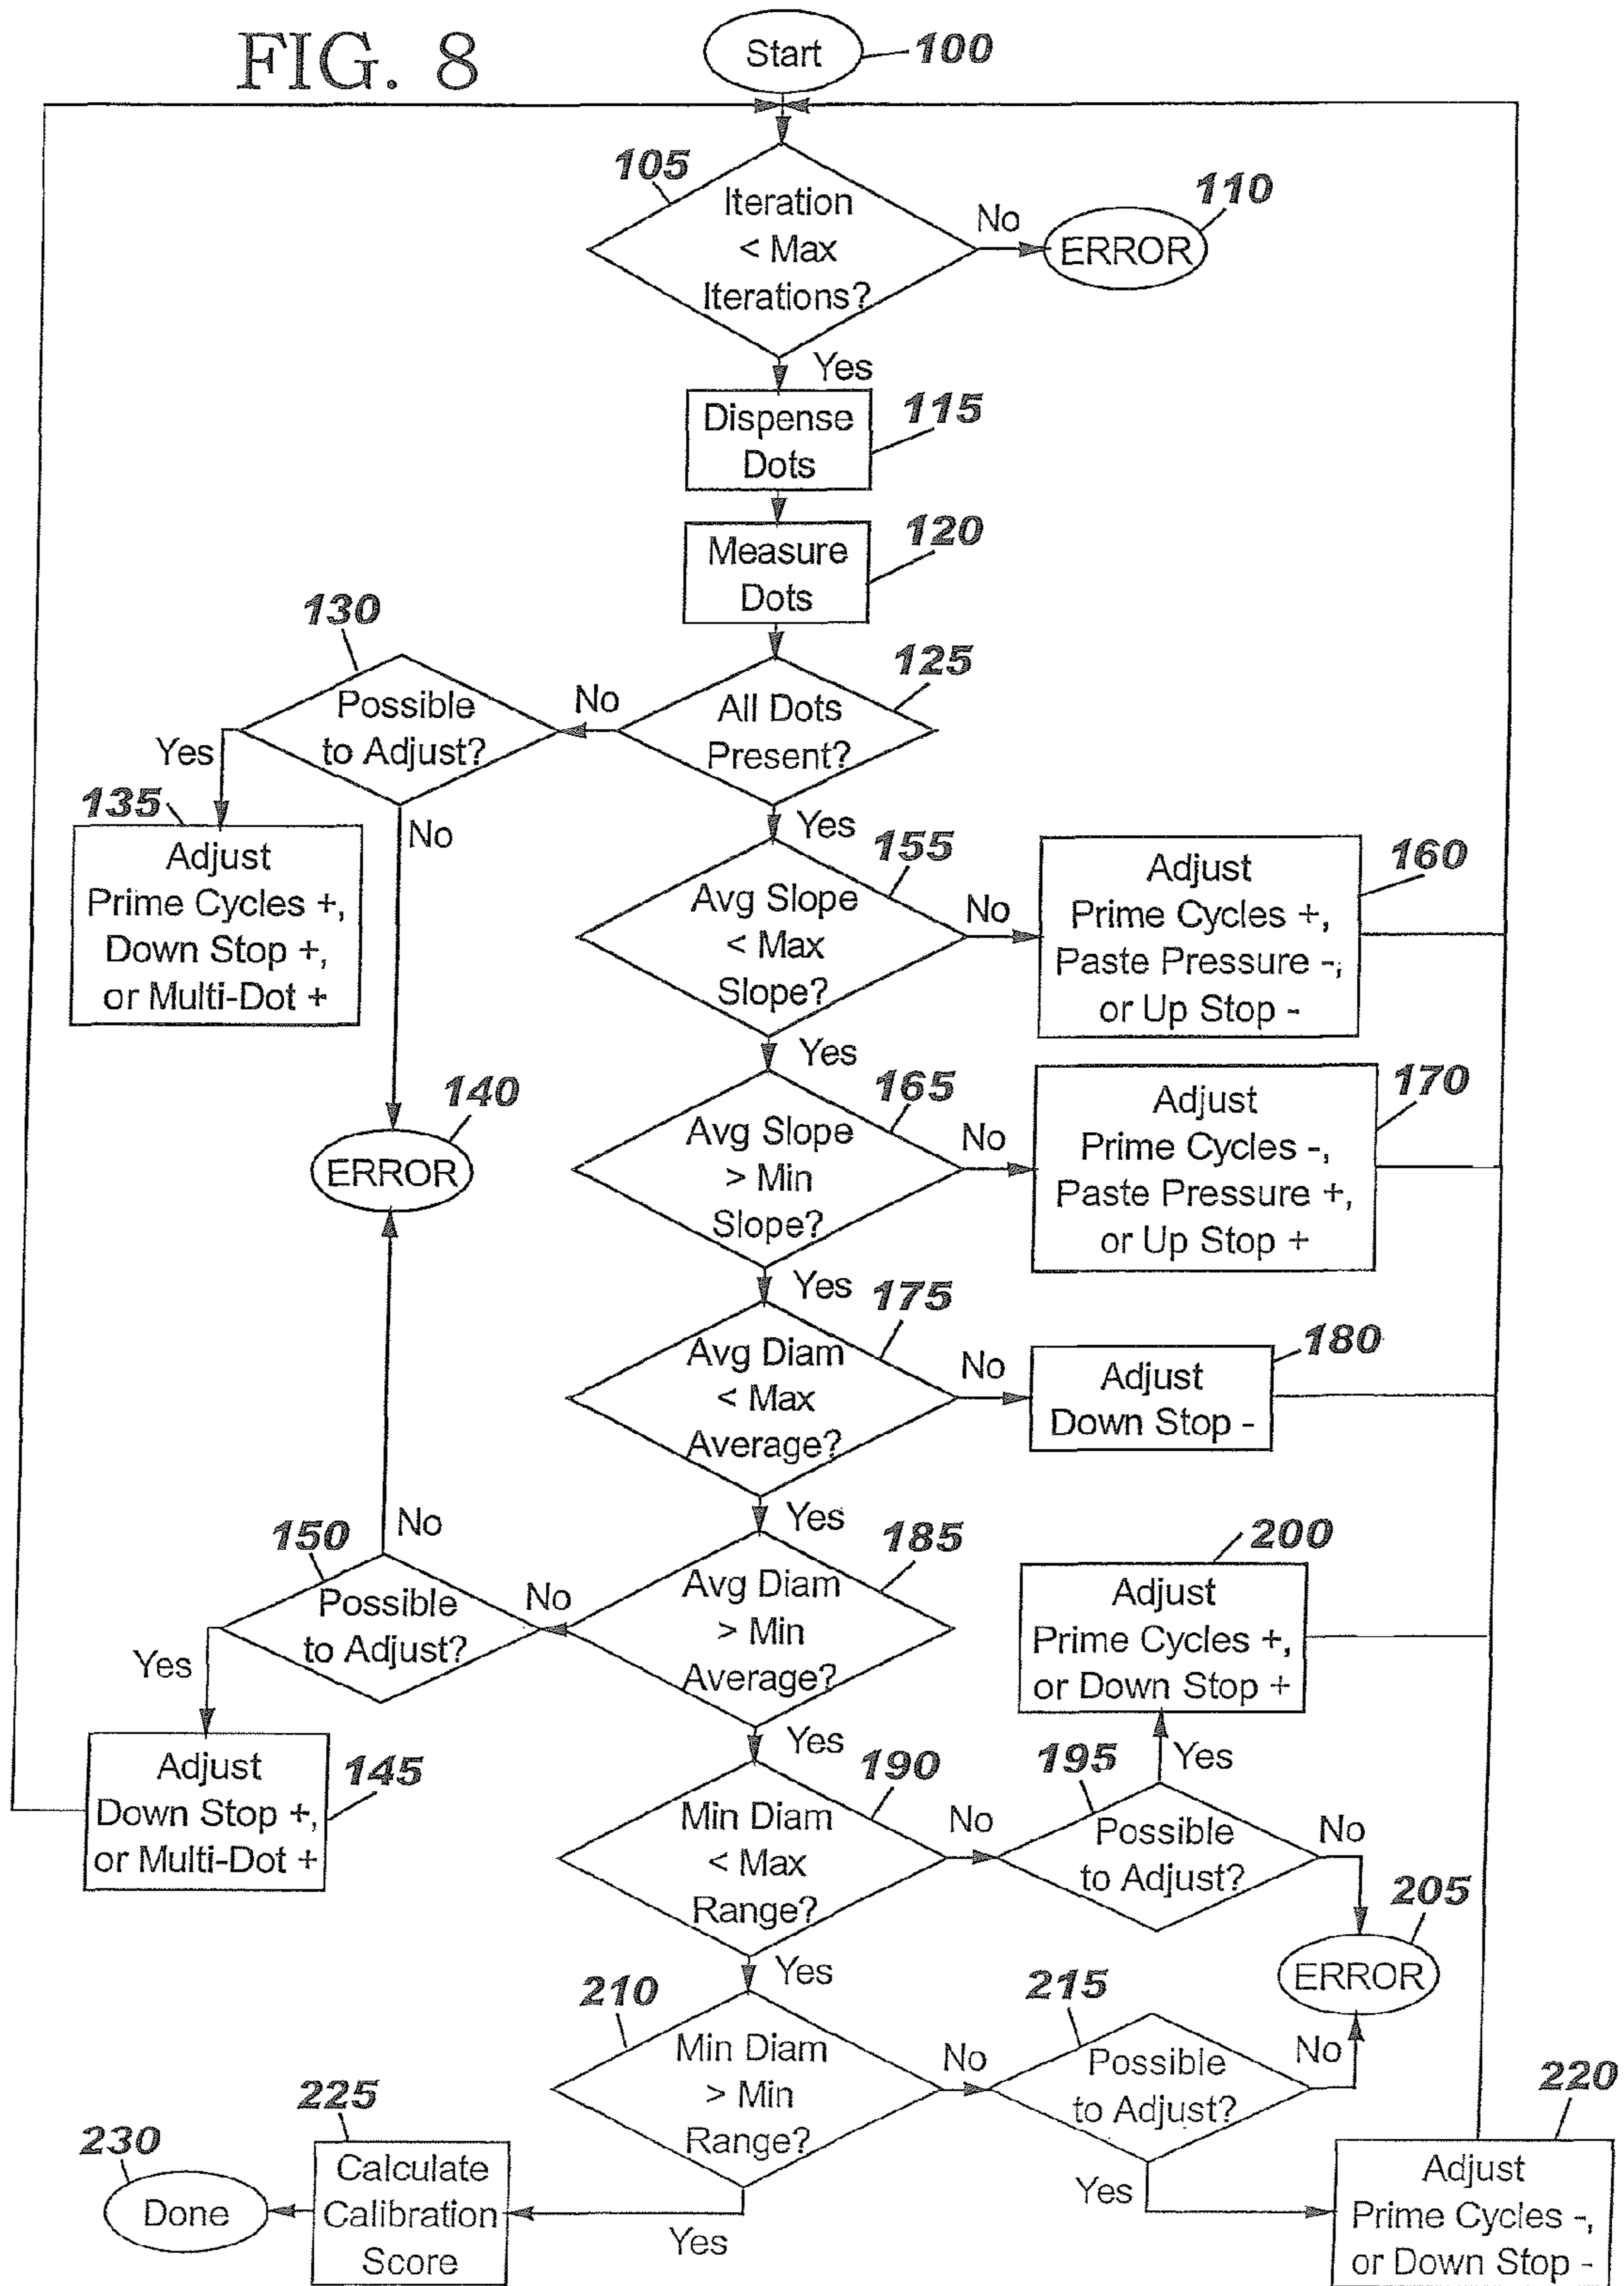 FIG. 8
Start
100
105
Iteration
< Max
Iterations?
No
110
ERROR
Yes
Dispense
Dots
115
Measure
Dots
120
130
Possible
to Adjust?
No
All Dots
Present?
125
Yes
135
Adjust
Prime Cycles +,
Down Stop +,
or Multi-Dot +
No
Yes
155
Avg Slope
< Max
Slope?
No
Adjust
Prime Cycles +,
Paste Pressure -,
or Up Stop -
160
Yes
140
ERROR
165
Avg Slope
> Min
Slope?
No
Adjust
Prime Cycles -,
Paste Pressure +,
or Up Stop +
170
Yes
175
Avg Diam
< Max
Average?
No
Adjust
Down Stop -
180
Yes
150
No
Possible
to Adjust?
No
185
Avg Diam
> Min
Average?
200
Adjust
Prime Cycles +,
or Down Stop +
Yes
Adjust
Down Stop +,
or Multi-Dot +
145
Yes
190
Min Diam
< Max
Range?
No
195
Yes
Possible
to Adjust?
No
205
ERROR
Yes
210
Min Diam
> Min
Range?
No
215
Possible
to Adjust?
No
220
Yes
Adjust
Prime Cycles -,
or Down Stop -
Yes
225
Calculate
Calibration
Score
230
Done